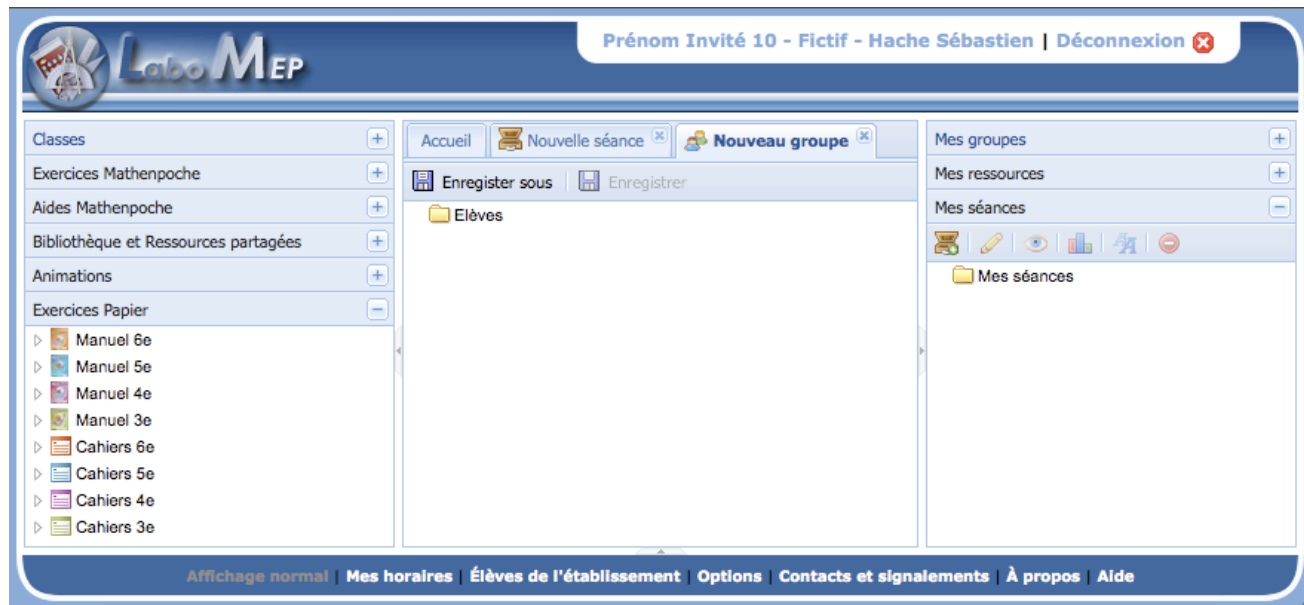 Prénom Invité 10 - Fictif - Hache Sébastien | Déconnexion
LaboMEP
Classes
Exercices Mathenpoche
Aides Mathenpoche
Bibliothèque et Ressources partagées
Animations
Exercices Papier
Manuel 6e
Manuel 5e
Manuel 4e
Manuel 3e
Cahiers 6e
Cahiers 5e
Cahiers 4e
Cahiers 3e
Accueil Nouvelle séance Nouveau groupe
Enregister sous Enregistrer
Elèves
Mes groupes
Mes ressources
Mes séances
Mes séances
Affichage normal | Mes horaires | Élèves de l'établissement | Options | Contacts et signalements | À propos | Aide